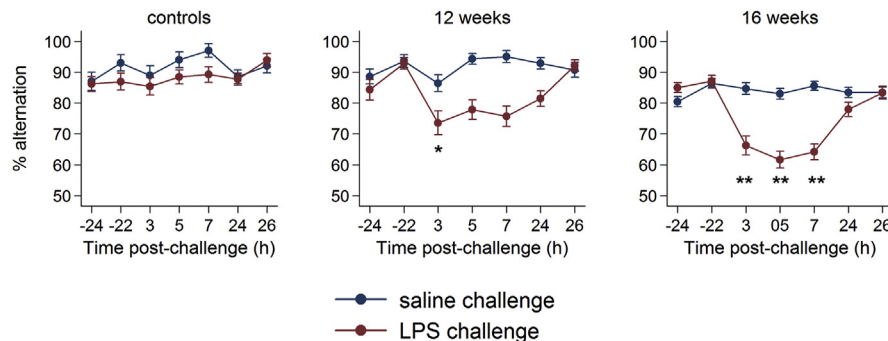 controls
12 weeks
16 weeks
% alternation
100
90
80
70
60
50
-24 -22 3 5 7 24 26
Time post-challenge (h)
100
90
80
70
60
50
*
-24 -22 3 5 7 24 26
Time post-challenge (h)
100
90
80
70
60
50
** ** **
-24 -22 3 05 7 24 26
Time post-challenge (h)
saline challenge
LPS challenge